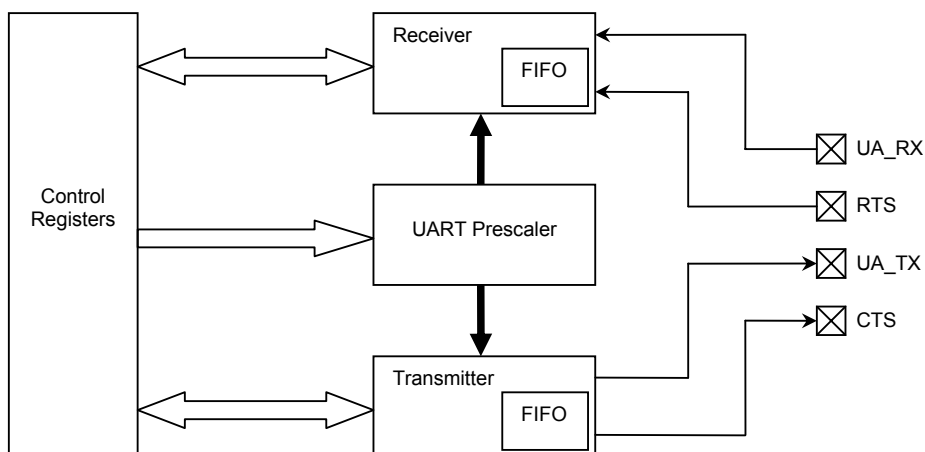 Receiver
FIFO
UA_RX
Control
Registers
RTS
UART Prescaler
UA_TX
CTS
Transmitter
FIFO